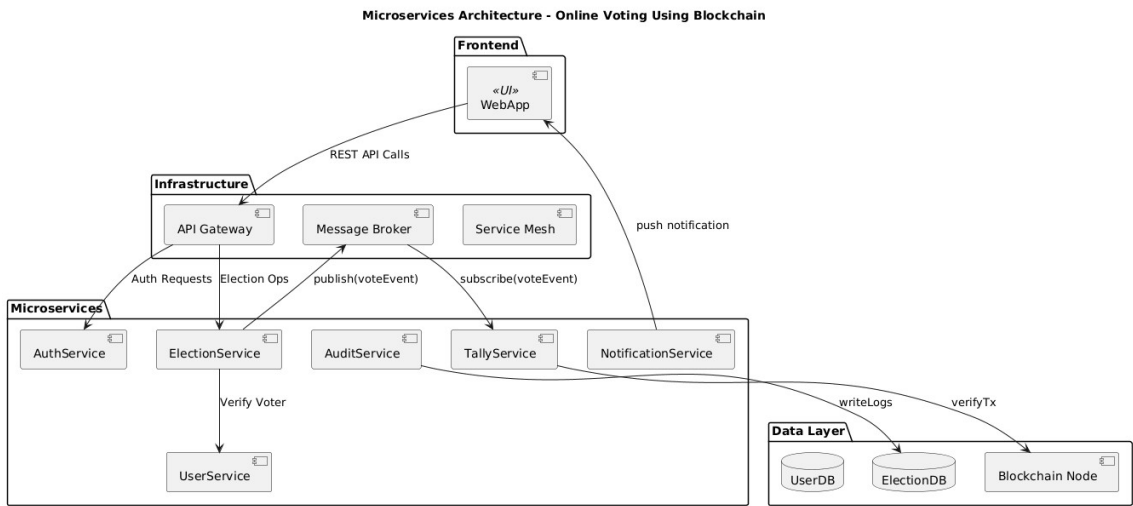 Microservices Architecture - Online Voting Using Blockchain
Frontend
«UI»
WebApp
REST API Calls
push notification
Infrastructure
API Gateway
Message Broker
Service Mesh
Auth Requests
Election Ops
publish(voteEvent)
subscribe(voteEvent)
Microservices
AuthService
ElectionService
AuditService
TallyService
NotificationService
Verify Voter
writeLogs
verifyTx
UserService
Data Layer
UserDB
ElectionDB
Blockchain Node